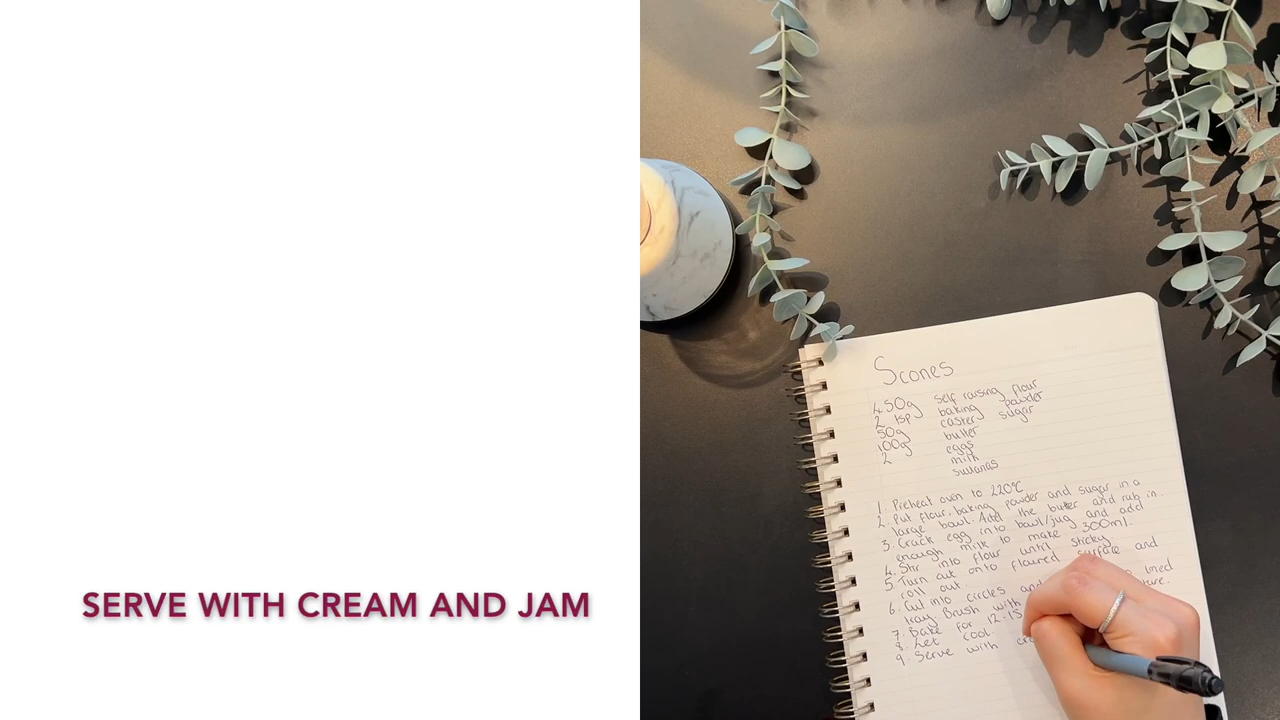 SERVE WITH CREAM AND JAM
Scones
450g self raising flour
2 tsp baking powder
50g caster sugar
100g butter
2 eggs
milk
sultanas
1. Preheat oven to 220°C
2. Put flour, baking powder and sugar in a
large bowl. Add the butter and rub in.
3. Crack egg into bowl/jug and add
enough milk to make 300ml.
4. Stir into flour until sticky
5. Turn out onto floured surface and
roll out.
6. Cut into circles and lined
tray. Brush with
7. Bake for 12-15
8. Let cool.
9. Serve with